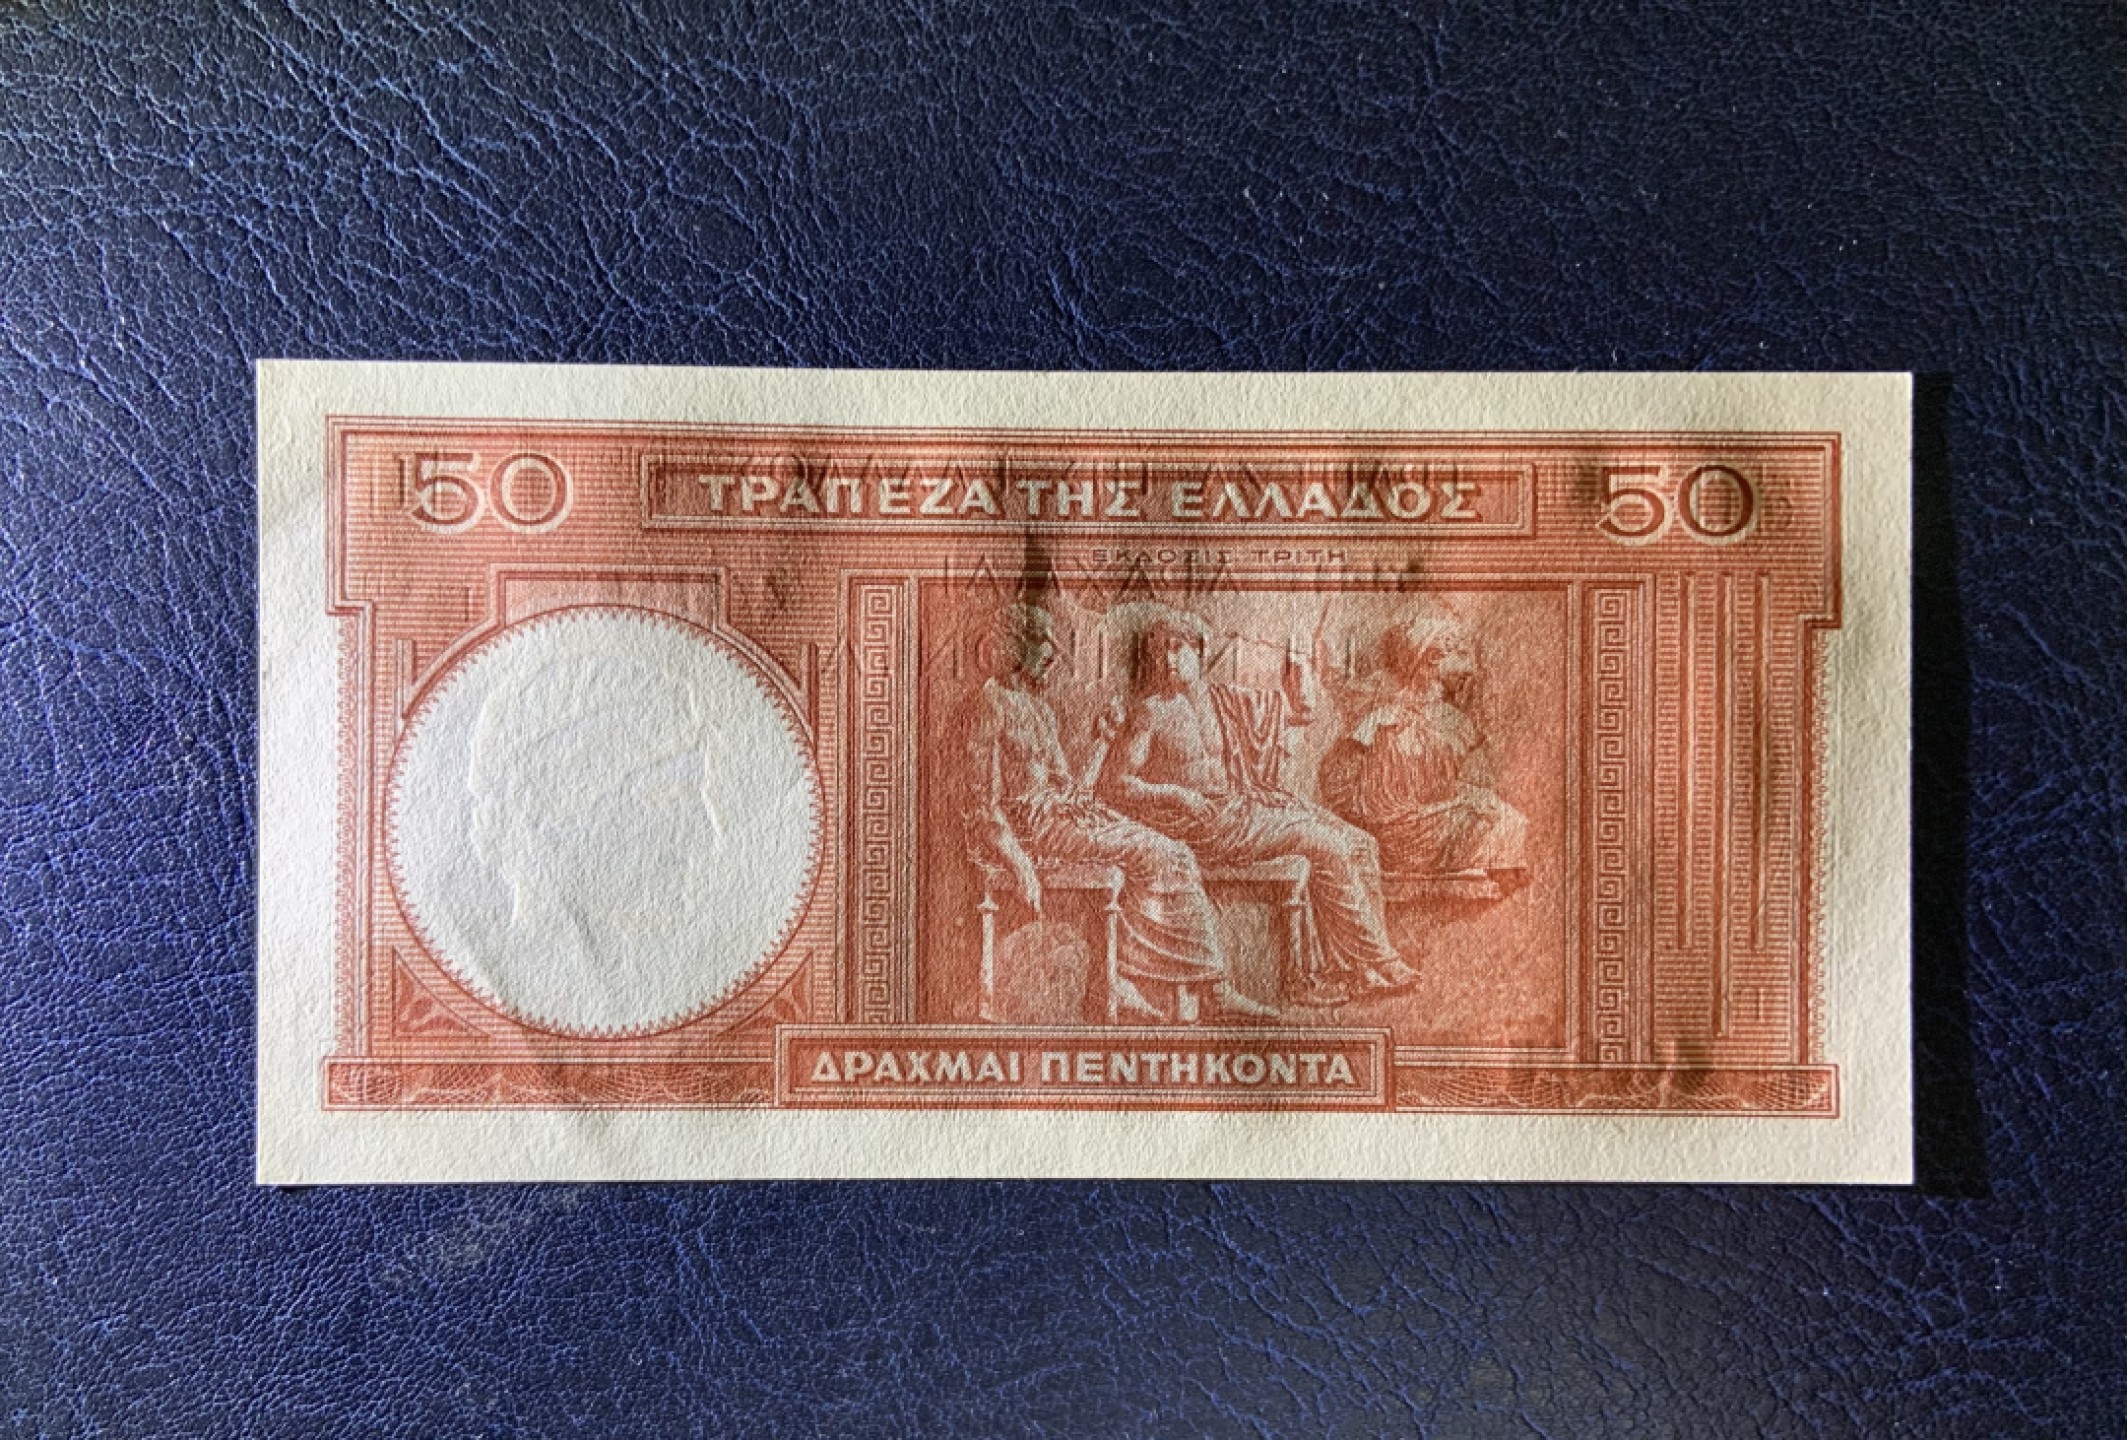 50 ΤΡΑΠΕΖΑ ΤΗΣ ΕΛΛΑΔΟΣ 50
ΕΚΔΟΣΙΣ ΤΡΙΤΗ
ΔΡΑΧΜΑΙ ΠΕΝΤΗΚΟΝΤΑ